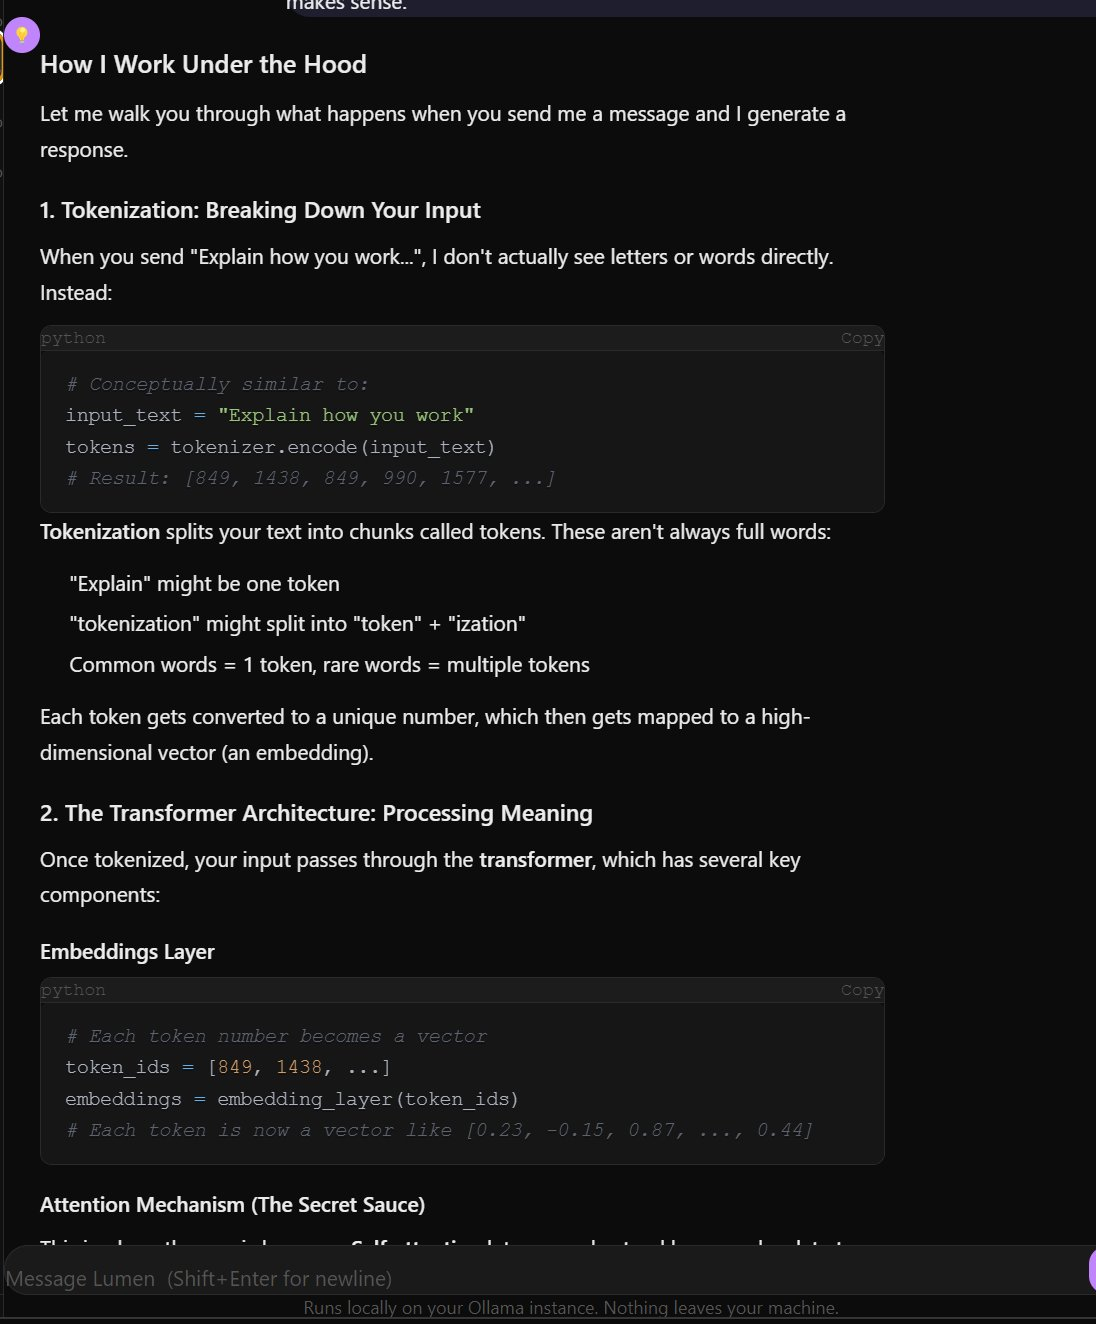 makes sense.
How I Work Under the Hood
Let me walk you through what happens when you send me a message and I generate a
response.
1. Tokenization: Breaking Down Your Input
When you send "Explain how you work...", I don't actually see letters or words directly.
Instead:
python Copy
# Conceptually similar to:
input_text = "Explain how you work"
tokens = tokenizer.encode(input_text)
# Result: [849, 1438, 849, 990, 1577, ...]
Tokenization splits your text into chunks called tokens. These aren't always full words:
"Explain" might be one token
"tokenization" might split into "token" + "ization"
Common words = 1 token, rare words = multiple tokens
Each token gets converted to a unique number, which then gets mapped to a high-
dimensional vector (an embedding).
2. The Transformer Architecture: Processing Meaning
Once tokenized, your input passes through the transformer, which has several key
components:
Embeddings Layer
python Copy
# Each token number becomes a vector
token_ids = [849, 1438, ...]
embeddings = embedding_layer(token_ids)
# Each token is now a vector like [0.23, -0.15, 0.87, ..., 0.44]
Attention Mechanism (The Secret Sauce)
Message Lumen (Shift+Enter for newline)
Runs locally on your Ollama instance. Nothing leaves your machine.